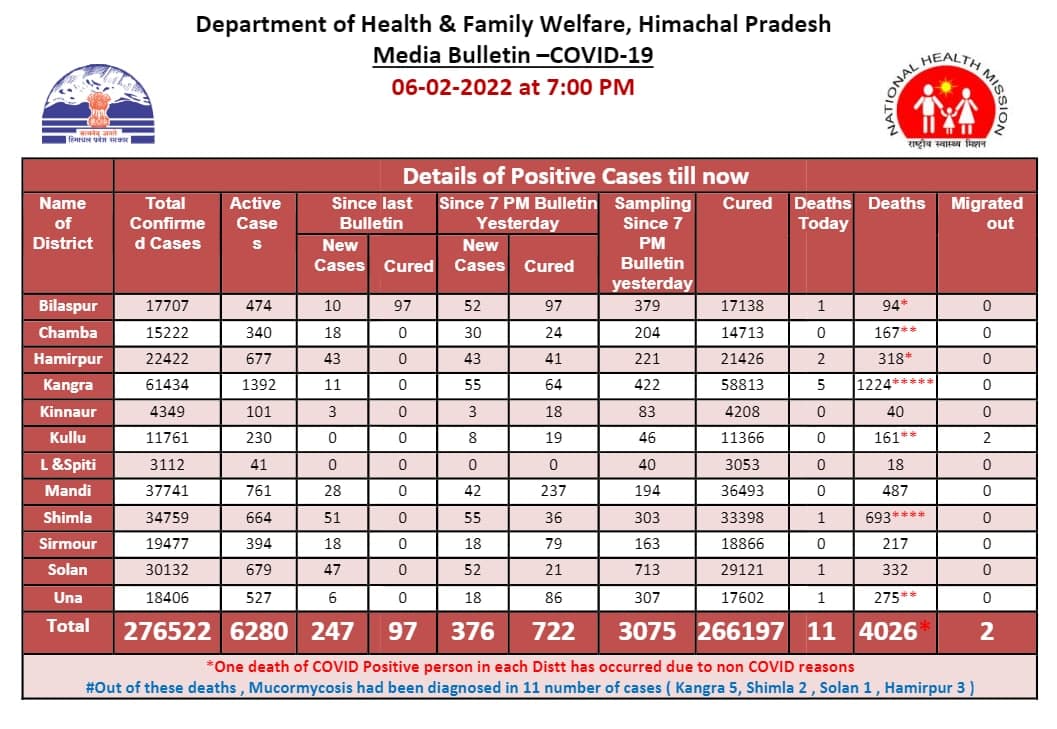 Department of Health & Family Welfare, Himachal Pradesh
Media Bulletin –COVID-19
06-02-2022 at 7:00 PM
सत्यमेव जयते
हिमाचल प्रदेश सरकार
NATIONAL HEALTH MISSION
राष्ट्रीय स्वास्थ्य मिशन
Details of Positive Cases till now
Name of District Total Confirme d Cases Active Case s Since last Bulletin Since 7 PM Bulletin Yesterday Sampling Since 7 PM Bulletin yesterday Cured Deaths Today Deaths Migrated out
New Cases Cured New Cases Cured
Bilaspur 17707 474 10 97 52 97 379 17138 1 94* 0
Chamba 15222 340 18 0 30 24 204 14713 0 167** 0
Hamirpur 22422 677 43 0 43 41 221 21426 2 318* 0
Kangra 61434 1392 11 0 55 64 422 58813 5 1224***** 0
Kinnaur 4349 101 3 0 3 18 83 4208 0 40 0
Kullu 11761 230 0 0 8 19 46 11366 0 161** 2
L &Spiti 3112 41 0 0 0 0 40 3053 0 18 0
Mandi 37741 761 28 0 42 237 194 36493 0 487 0
Shimla 34759 664 51 0 55 36 303 33398 1 693**** 0
Sirmour 19477 394 18 0 18 79 163 18866 0 217 0
Solan 30132 679 47 0 52 21 713 29121 1 332 0
Una 18406 527 6 0 18 86 307 17602 1 275** 0
Total 276522 6280 247 97 376 722 3075 266197 11 4026* 2
*One death of COVID Positive person in each Distt has occurred due to non COVID reasons
#Out of these deaths , Mucormycosis had been diagnosed in 11 number of cases ( Kangra 5, Shimla 2 , Solan 1 , Hamirpur 3 )